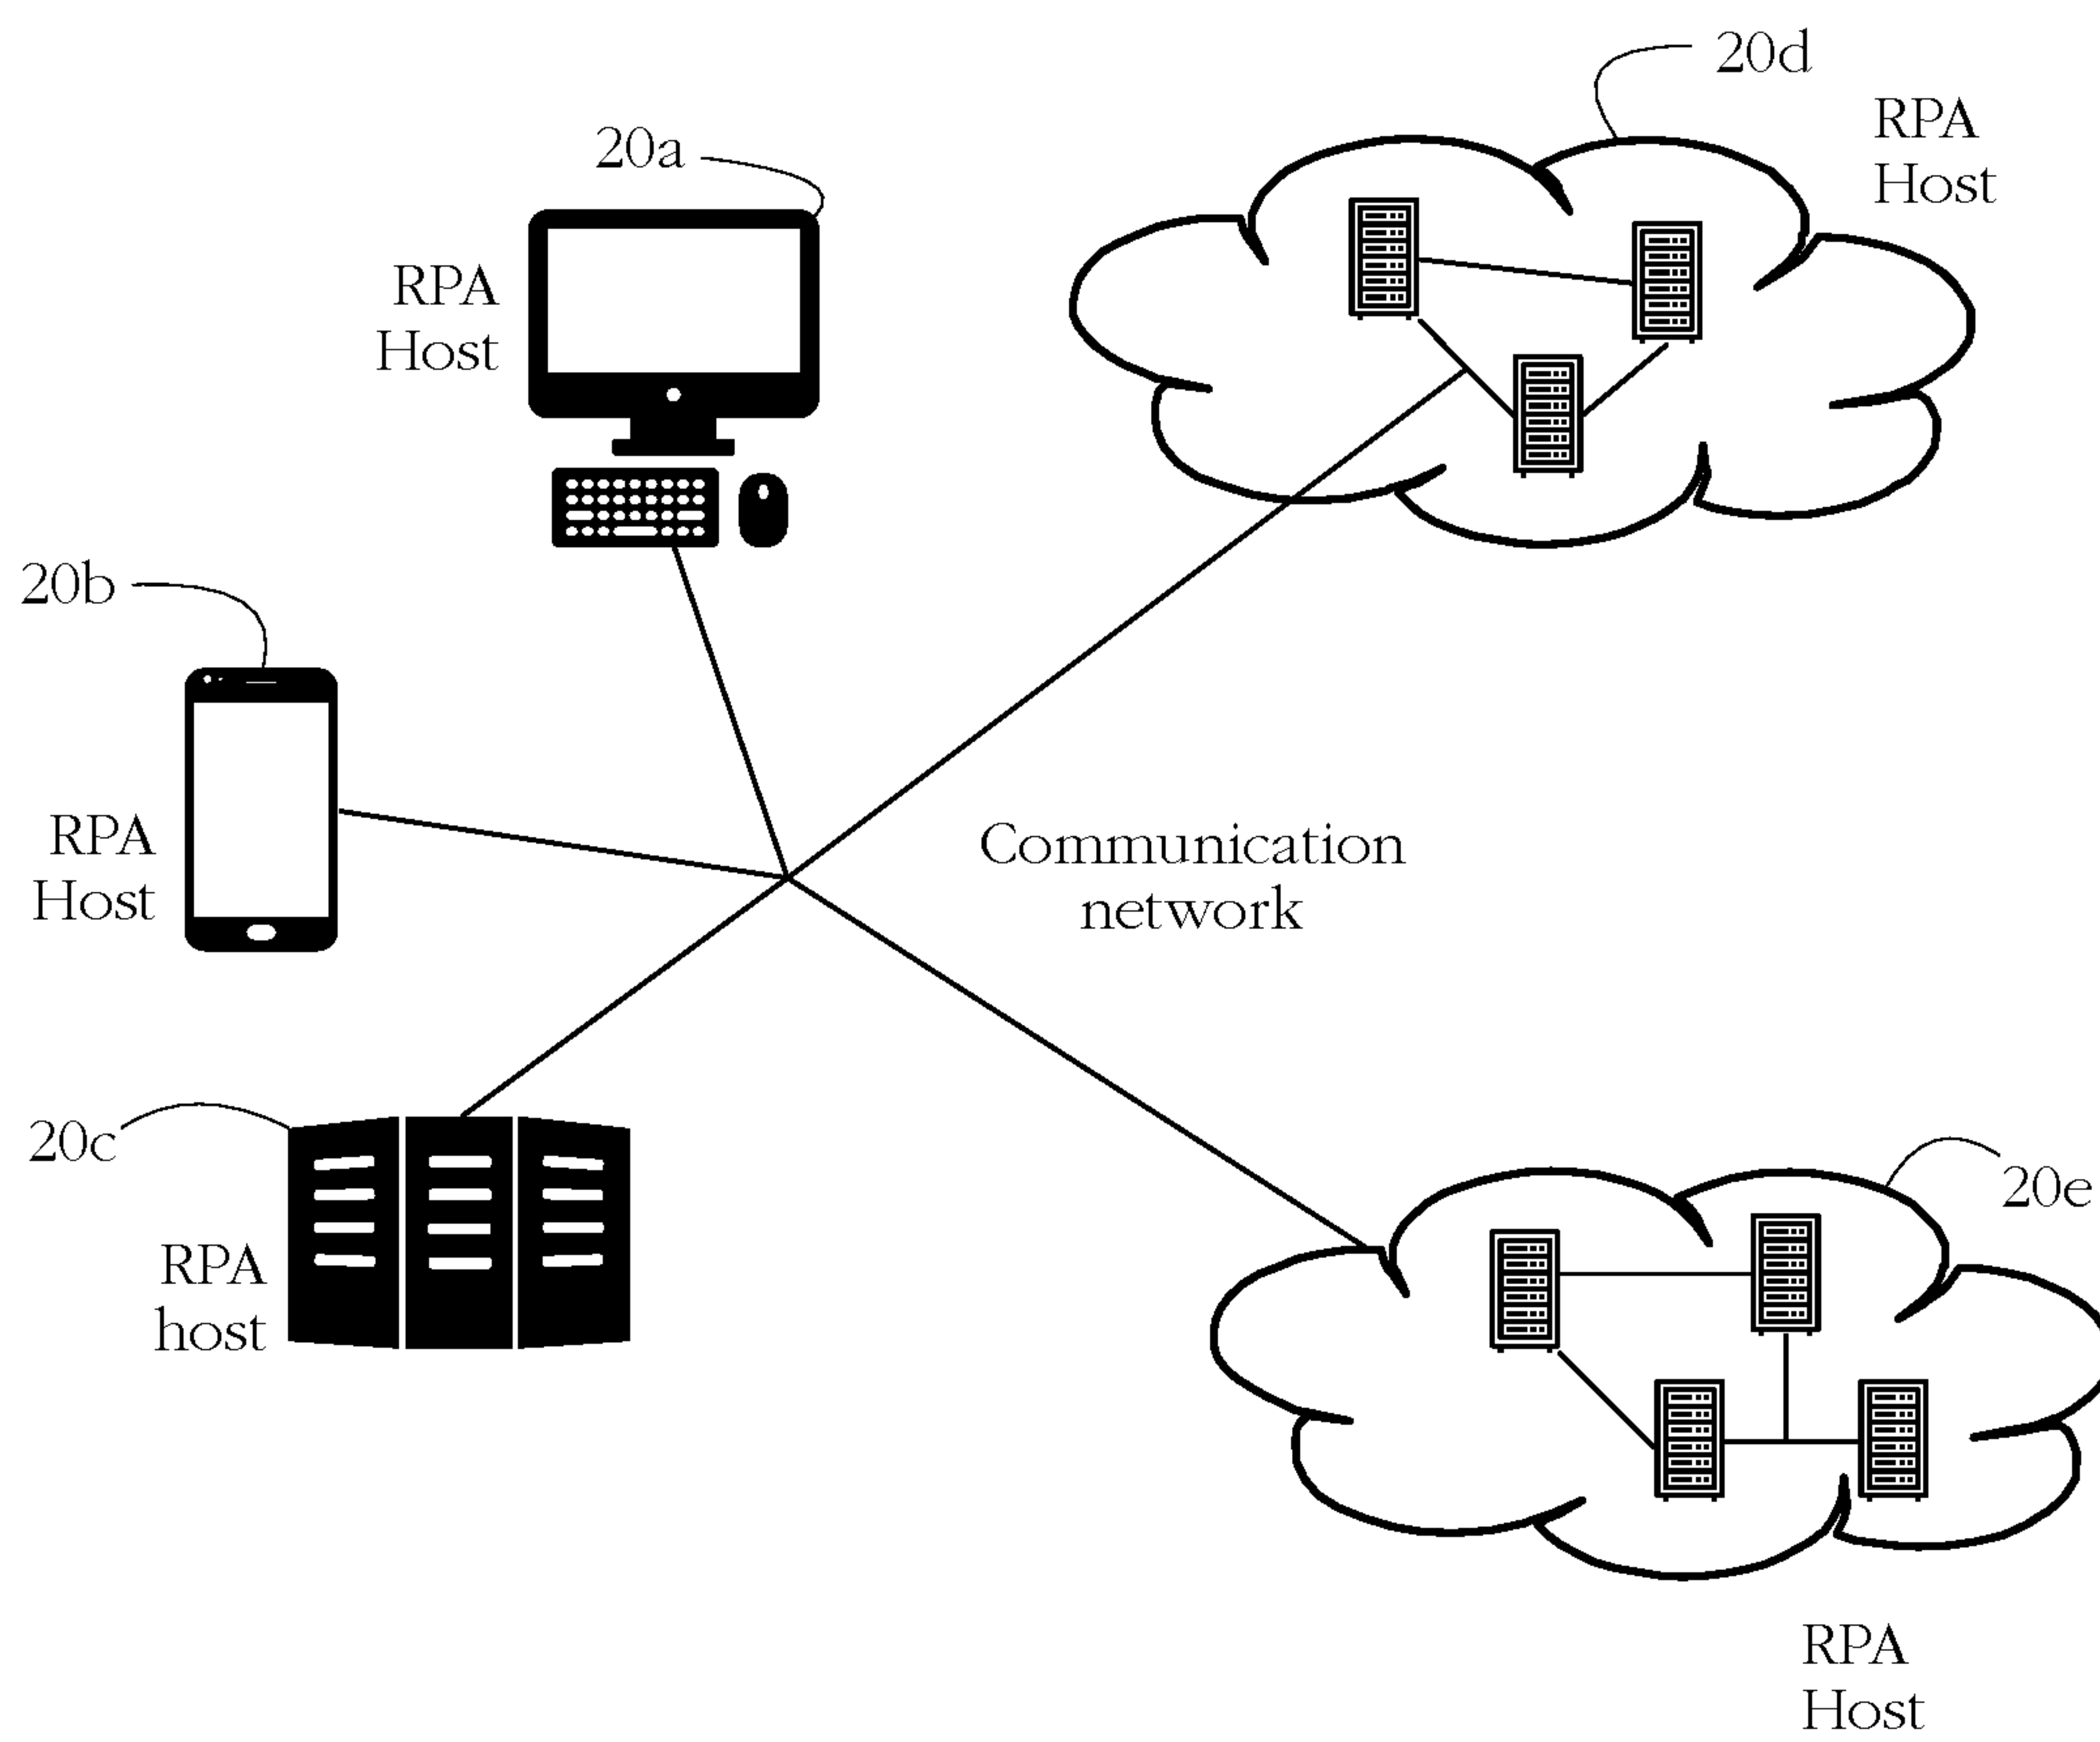 20d
RPA
Host
20a
RPA
Host
20b
RPA
Host
Communication
network
20c
RPA
host
20e
RPA
Host